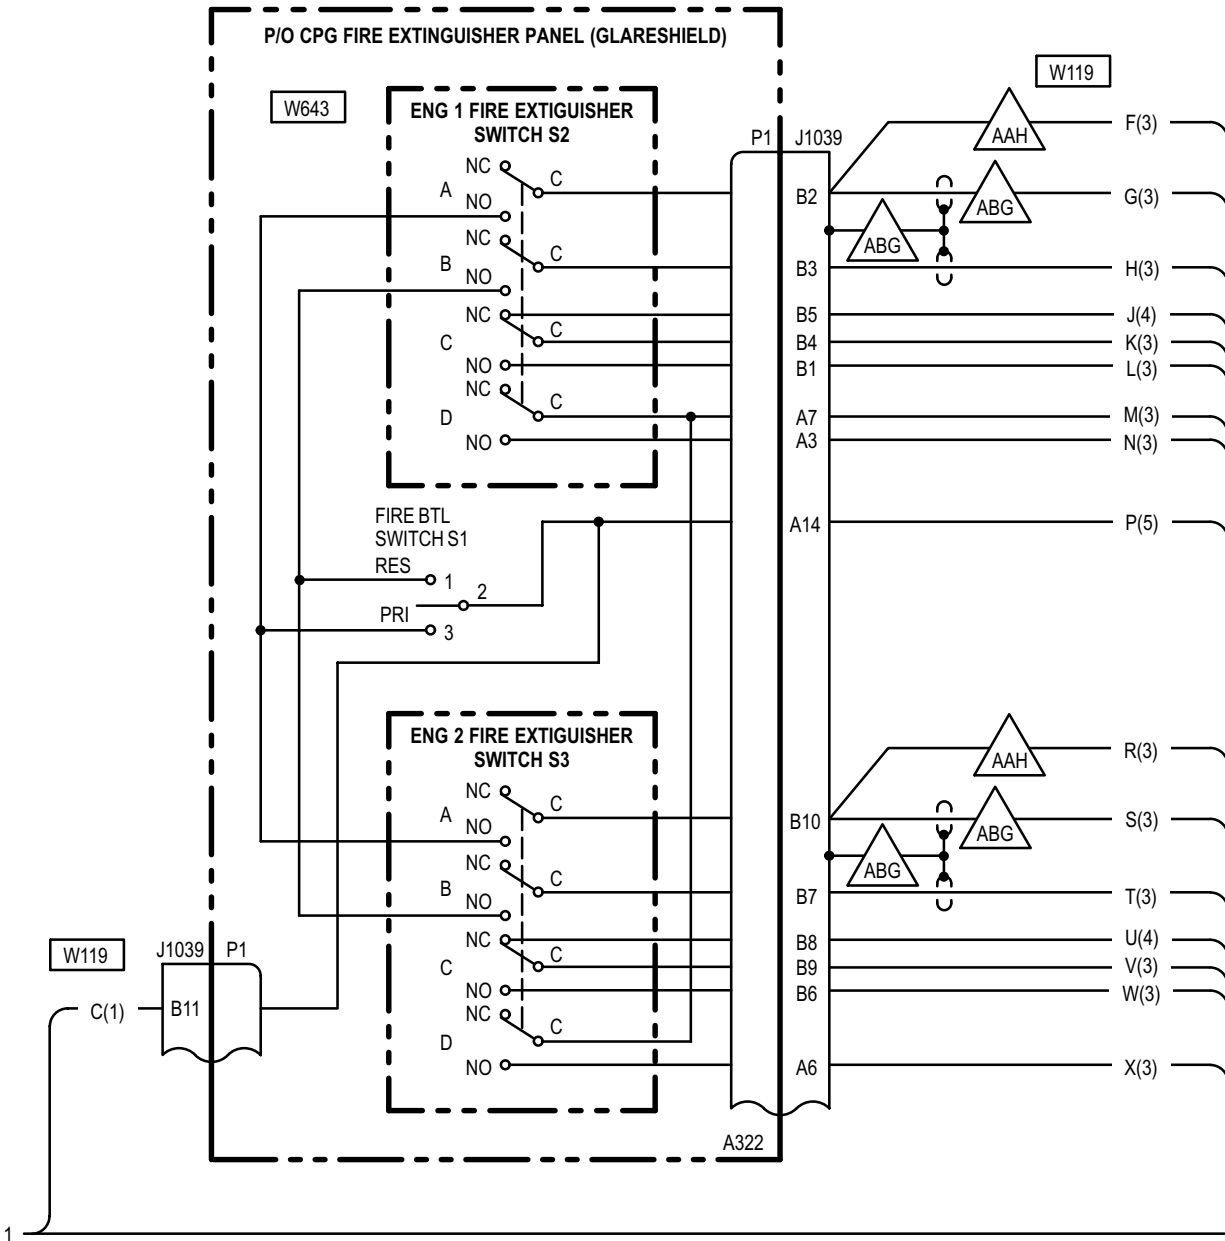 P/O CPG FIRE EXTINGUISHER PANEL (GLARESHIELD)
W119
W643
ENG 1 FIRE EXTIGUISHER
SWITCH S2
P1 J1039
AAH F(3)
NC
A C
NO
B2 ABG G(3)
ABG
NC
B C
NO
B3 H(3)
NC
C C
NO
B5 J(4)
B4 K(3)
B1 L(3)
NC
D C
NO
A7 M(3)
A3 N(3)
FIRE BTL
SWITCH S1
A14 P(5)
RES 1
2
PRI 3
ENG 2 FIRE EXTIGUISHER
SWITCH S3
AAH R(3)
NC
A C
NO
B10 ABG S(3)
ABG
NC
B C
NO
B7 T(3)
NC
C C
NO
B8 U(4)
B9 V(3)
B6 W(3)
W119
J1039 P1
C(1) B11
NC
D C
NO
A6 X(3)
A322
1